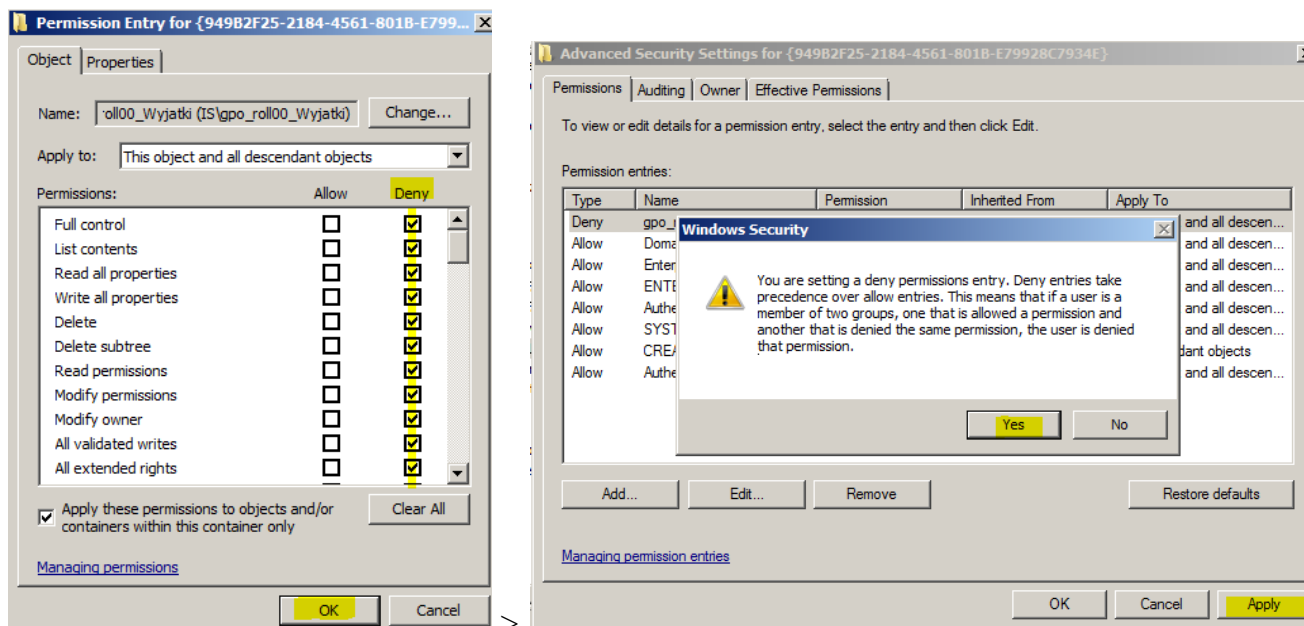 Permission Entry for {949B2F25-2184-4561-801B-E799...
Object Properties
Name: roll00_Wyjatki (IS\gpo_roll00_Wyjatki) Change...
Apply to: This object and all descendant objects
Permissions: Allow Deny
Full control
List contents
Read all properties
Write all properties
Delete
Delete subtree
Read permissions
Modify permissions
Modify owner
All validated writes
All extended rights
Apply these permissions to objects and/or
containers within this container only
Clear All
Managing permissions
OK Cancel
>
Advanced Security Settings for {949B2F25-2184-4561-801B-E79928C7934E}
Permissions Auditing Owner Effective Permissions
To view or edit details for a permission entry, select the entry and then click Edit.
Permission entries:
Type Name Permission Inherited From Apply To
Deny gpo_ and all descen...
Allow Doma and all descen...
Allow Enter and all descen...
Allow ENTE and all descen...
Allow Authe and all descen...
Allow SYST and all descen...
Allow CREA dant objects
Allow Authe and all descen...
Windows Security
You are setting a deny permissions entry. Deny entries take
precedence over allow entries. This means that if a user is a
member of two groups, one that is allowed a permission and
another that is denied the same permission, the user is denied
that permission.
Yes No
Add... Edit... Remove Restore defaults
Managing permission entries
OK Cancel Apply